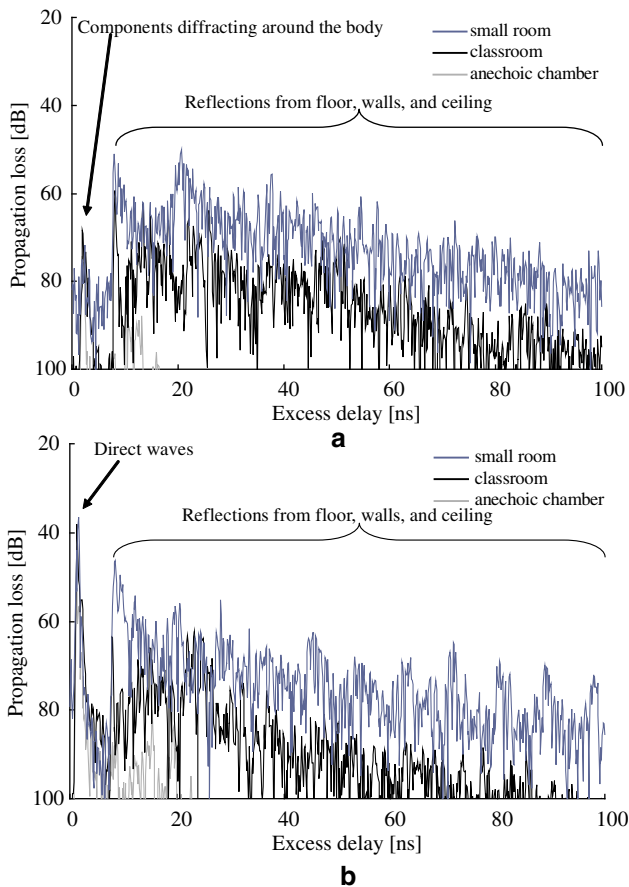 20
Components diffracting around the body
small room
classroom
anechoic chamber
40
Reflections from floor, walls, and ceiling
60
80
100
Propagation loss [dB]
0
20
40
60
80
100
Excess delay [ns]
a
20
Direct waves
small room
classroom
anechoic chamber
40
Reflections from floor, walls, and ceiling
60
80
100
Propagation loss [dB]
0
20
40
60
80
100
Excess delay [ns]
b